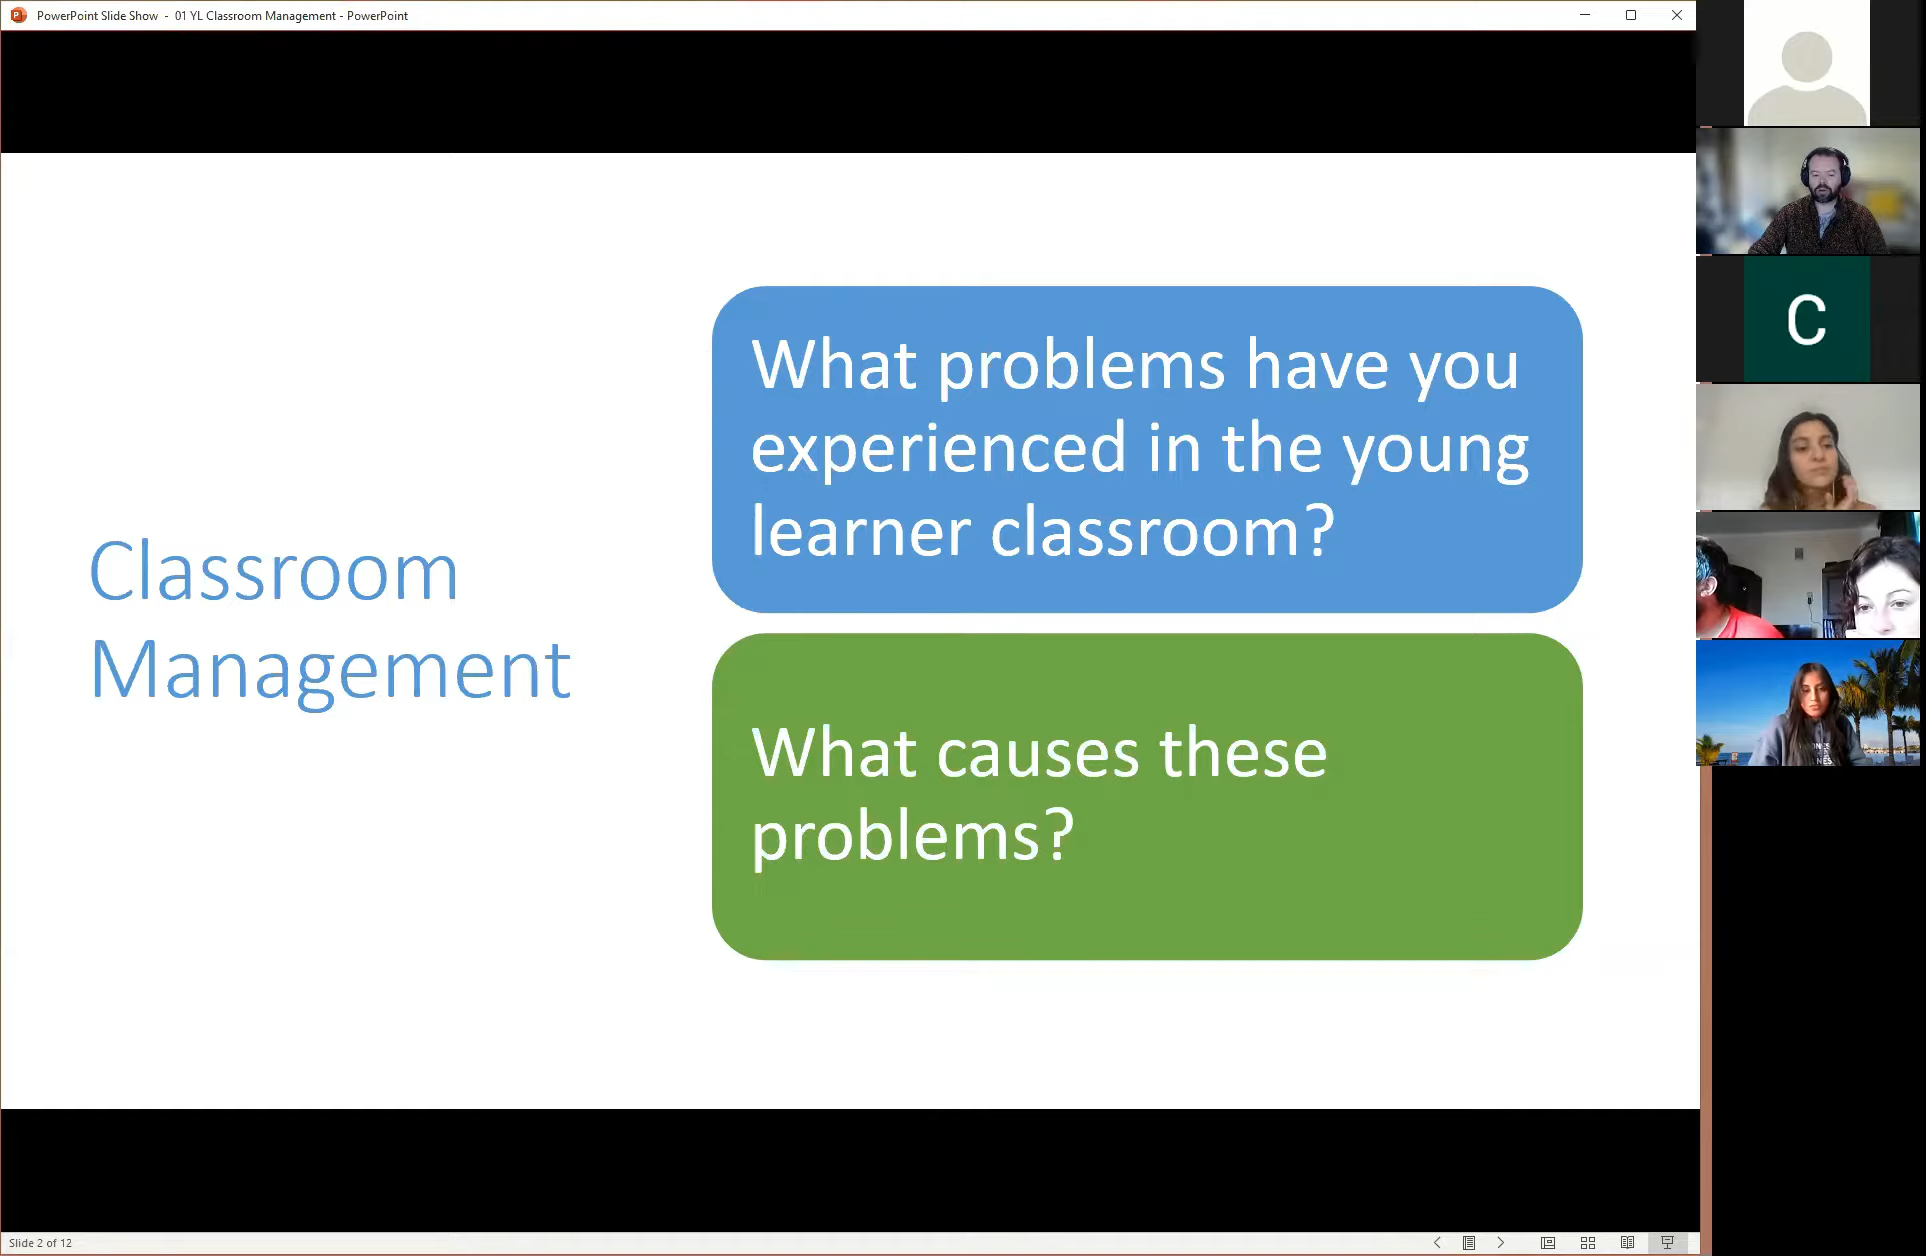 PowerPoint Slide Show - 01 YL Classroom Management - PowerPoint
Classroom
Management
What problems have you
experienced in the young
learner classroom?
What causes these
problems?
C
Slide 2 of 12